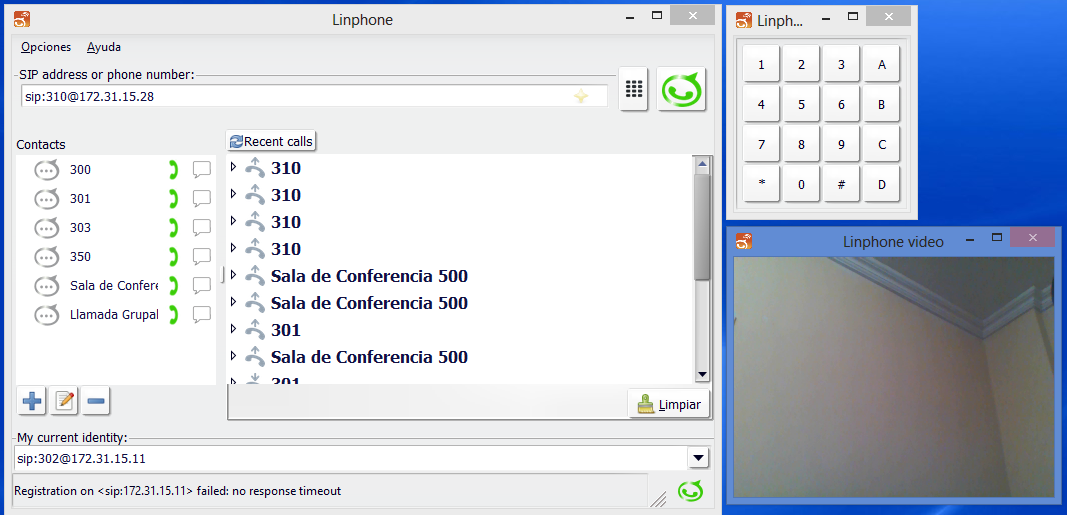 Linphone
Opciones Ayuda
SIP address or phone number:
sip:310@172.31.15.28
Contacts
300
301
303
350
Sala de Confere
Llamada Grupal
Recent calls
310
310
310
310
Sala de Conferencia 500
Sala de Conferencia 500
301
Sala de Conferencia 500
301
Limpiar
My current identity:
sip:302@172.31.15.11
Registration on <sip:172.31.15.11> failed: no response timeout
Linph...
1 2 3 A
4 5 6 B
7 8 9 C
* 0 # D
Linphone video